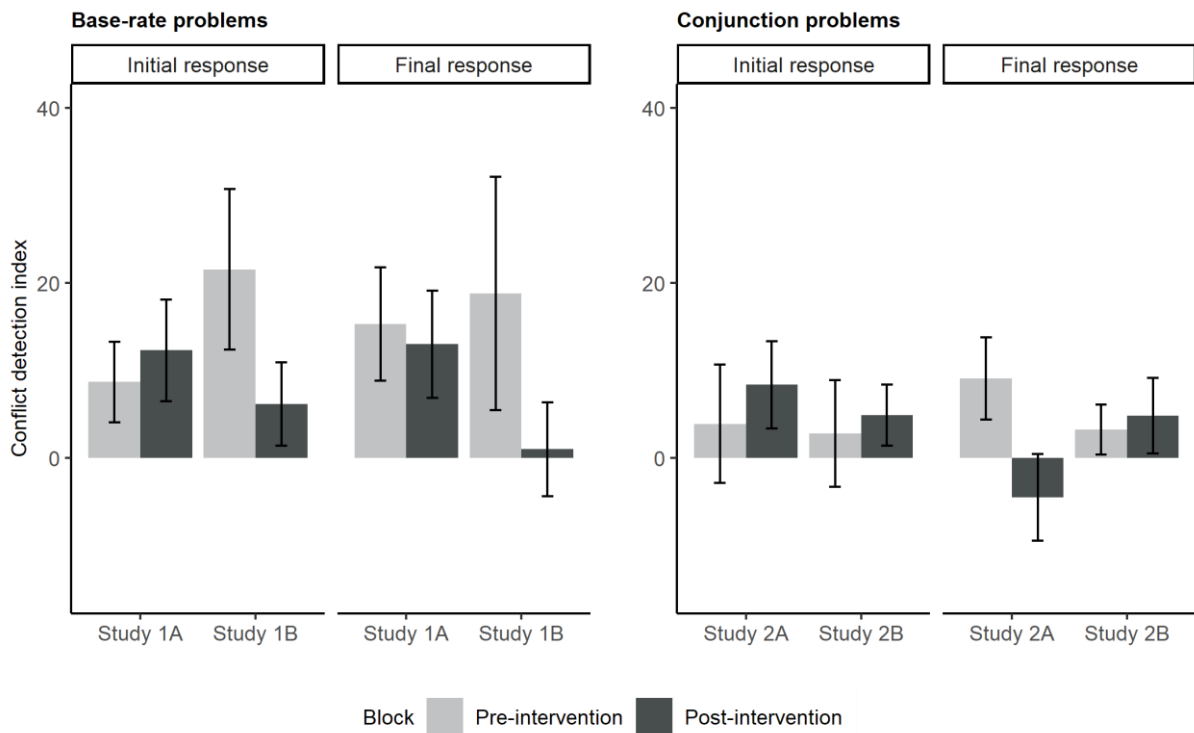 Base-rate problems
Conjunction problems
Initial response
Final response
Initial response
Final response
Conflict detection index
40
20
0
40
20
0
Study 1A
Study 1B
Study 1A
Study 1B
Study 2A
Study 2B
Study 2A
Study 2B
Block
Pre-intervention
Post-intervention